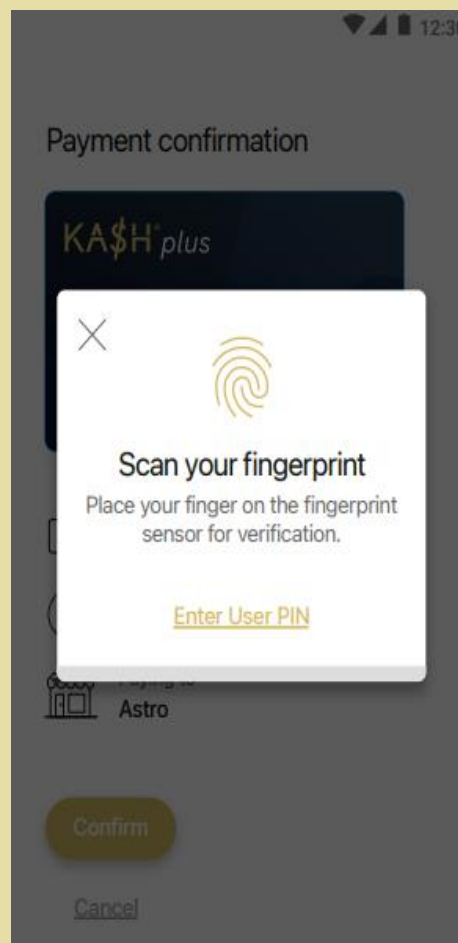 12:30
Payment confirmation
KA$H plus
Scan your fingerprint
Place your finger on the fingerprint
sensor for verification.
Enter User PIN
Astro
Confirm
Cancel